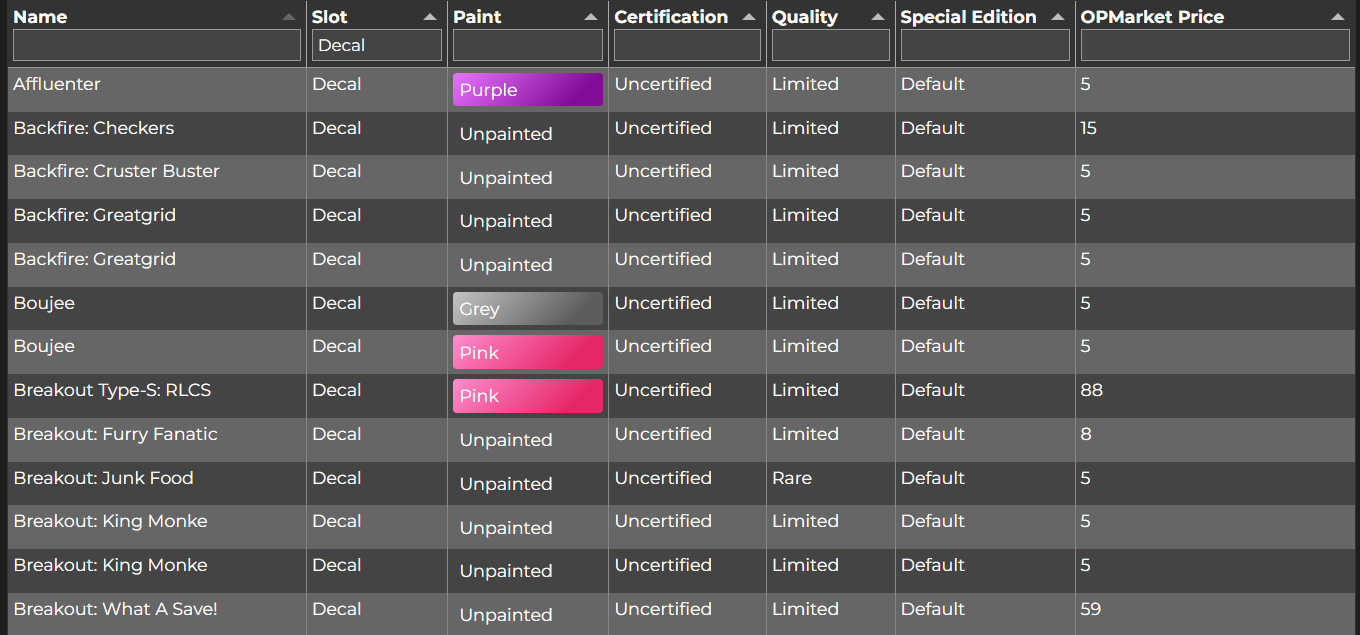 Name Slot Paint Certification Quality Special Edition OPMarket Price
Decal
Affluenter Decal Purple Uncertified Limited Default 5
Backfire: Checkers Decal Unpainted Uncertified Limited Default 15
Backfire: Cruster Buster Decal Unpainted Uncertified Limited Default 5
Backfire: Greatgrid Decal Unpainted Uncertified Limited Default 5
Backfire: Greatgrid Decal Unpainted Uncertified Limited Default 5
Boujee Decal Grey Uncertified Limited Default 5
Boujee Decal Pink Uncertified Limited Default 5
Breakout Type-S: RLCS Decal Pink Uncertified Limited Default 88
Breakout: Furry Fanatic Decal Unpainted Uncertified Limited Default 8
Breakout: Junk Food Decal Unpainted Uncertified Rare Default 5
Breakout: King Monke Decal Unpainted Uncertified Limited Default 5
Breakout: King Monke Decal Unpainted Uncertified Limited Default 5
Breakout: What A Save! Decal Unpainted Uncertified Limited Default 59